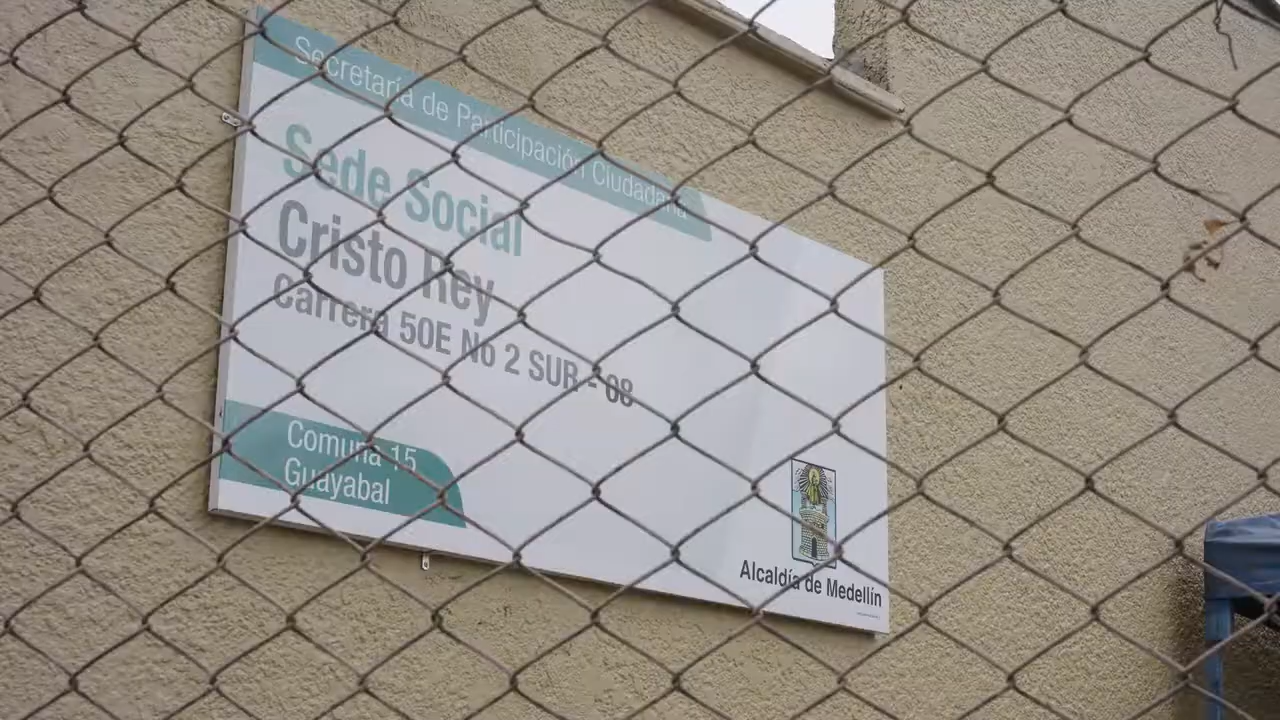 Secretaría de Participación Ciudadana
Sede Social
Cristo Rey
Carrera 50E No 2 SUR - 08
Comuna 15
Guayabal
Alcaldía de Medellín